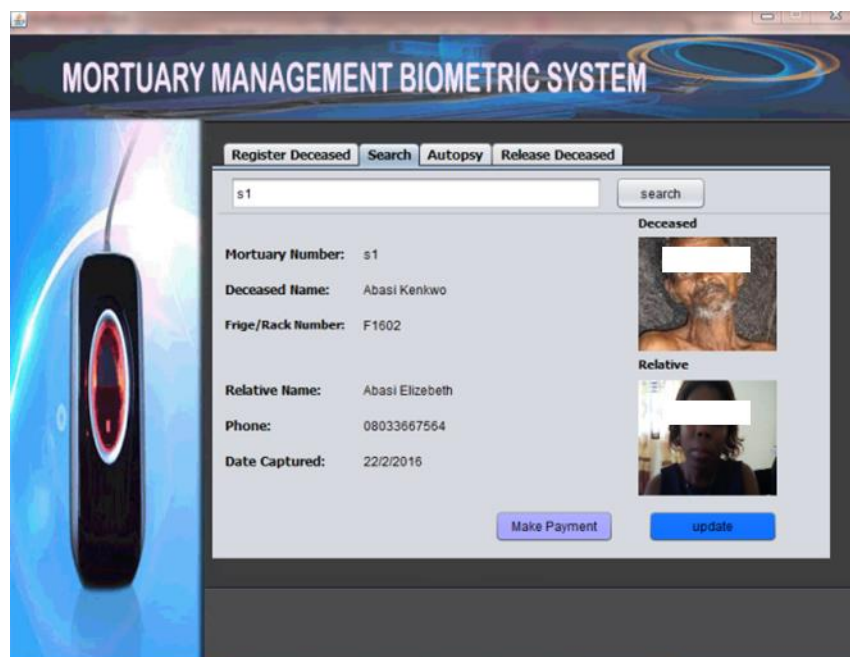 MORTUARY MANAGEMENT BIOMETRIC SYSTEM
Register Deceased Search Autopsy Release Deceased
s1 search
Deceased
Mortuary Number: s1
Deceased Name: Abasi Kenkwo
Frige/Rack Number: F1602
Relative
Relative Name: Abasi Elizebeth
Phone: 08033667564
Date Captured: 22/2/2016
Make Payment update